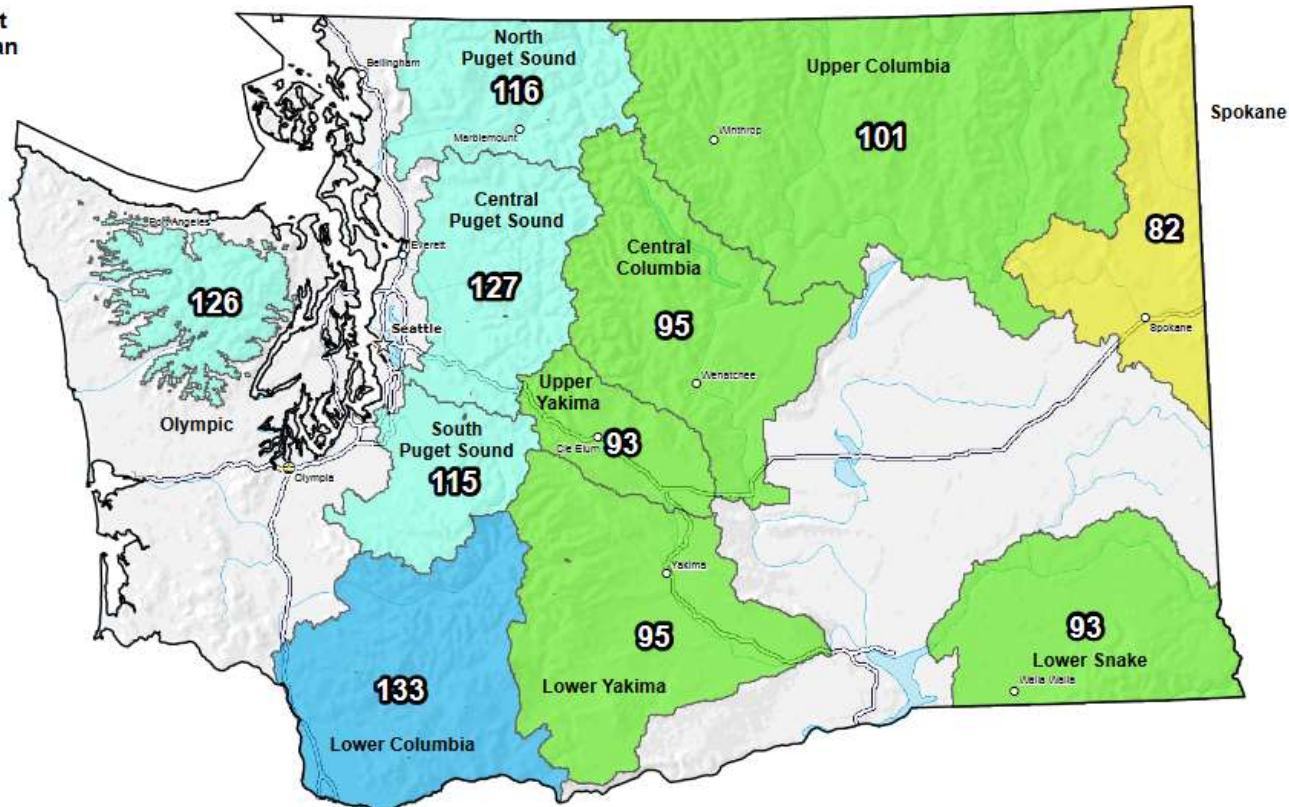 t
an
North
Puget Sound
116
Bellingham
Marblemount
Upper Columbia
101
Winthrop
Spokane
82
Spokane
Central
Puget Sound
127
Everett
Central
Columbia
95
Wenatchee
Port Angeles
126
Olympic
Seattle
Upper
Yakima
93
Cle Elum
South
Puget Sound
115
Olympia
Yakima
95
Lower Yakima
133
Lower Columbia
93
Lower Snake
Walla Walla